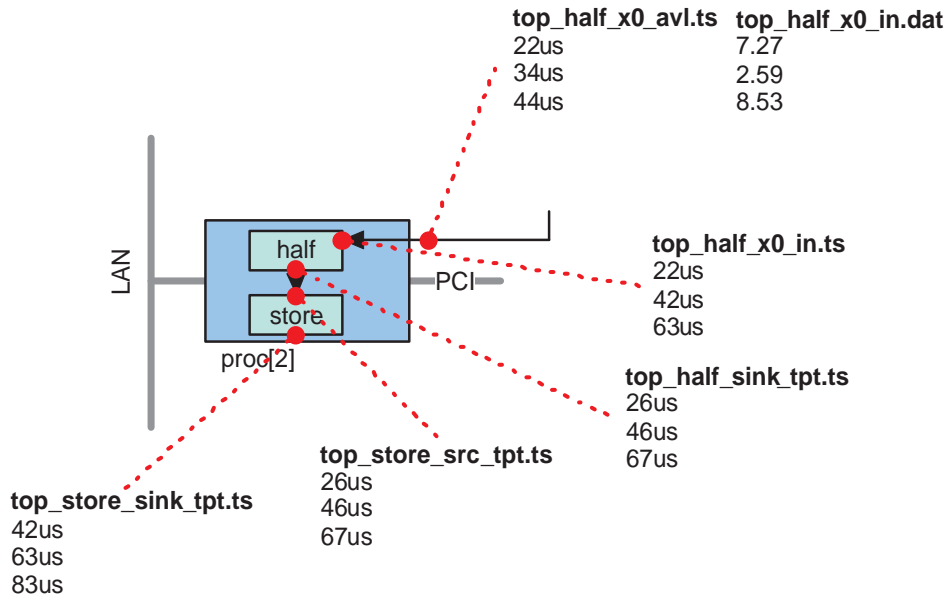 top_half_x0_avl.ts
22us
34us
44us
top_half_x0_in.dat
7.27
2.59
8.53
LAN
half
store
proc[2]
PCI
top_half_x0_in.ts
22us
42us
63us
top_half_sink_tpt.ts
26us
46us
67us
top_store_src_tpt.ts
26us
46us
67us
top_store_sink_tpt.ts
42us
63us
83us